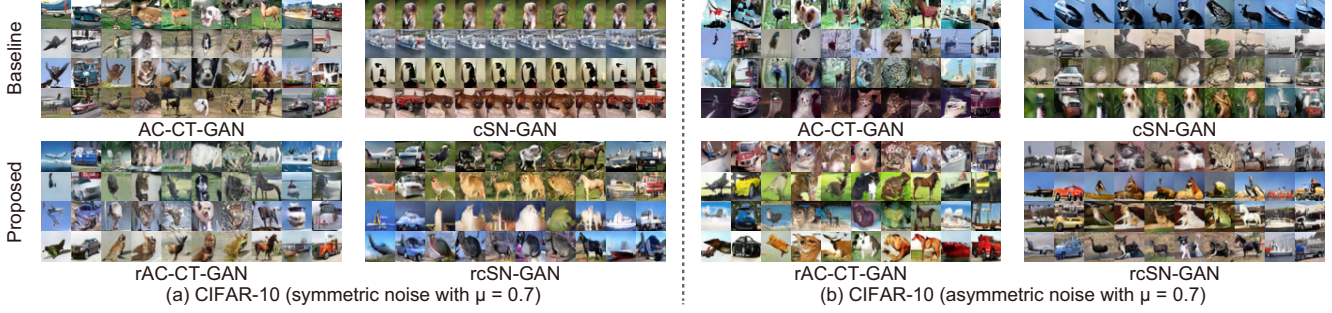 Baseline
AC-CT-GAN
cSN-GAN
AC-CT-GAN
cSN-GAN
Proposed
rAC-CT-GAN
rcSN-GAN
rAC-CT-GAN
rcSN-GAN
(a) CIFAR-10 (symmetric noise with μ = 0.7)
(b) CIFAR-10 (asymmetric noise with μ = 0.7)